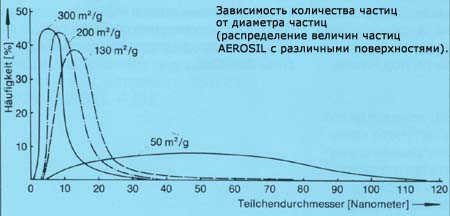 Зависимость количества частиц
от диаметра частиц
(распределение величин частиц
AEROSIL с различными поверхностями).
Häufigkeit [%]
50
40
30
20
10
300 m²/g
200 m²/g
130 m²/g
50 m²/g
0 10 20 30 40 50 60 70 80 90 100 110 120
Teilchendurchmesser [Nanometer]